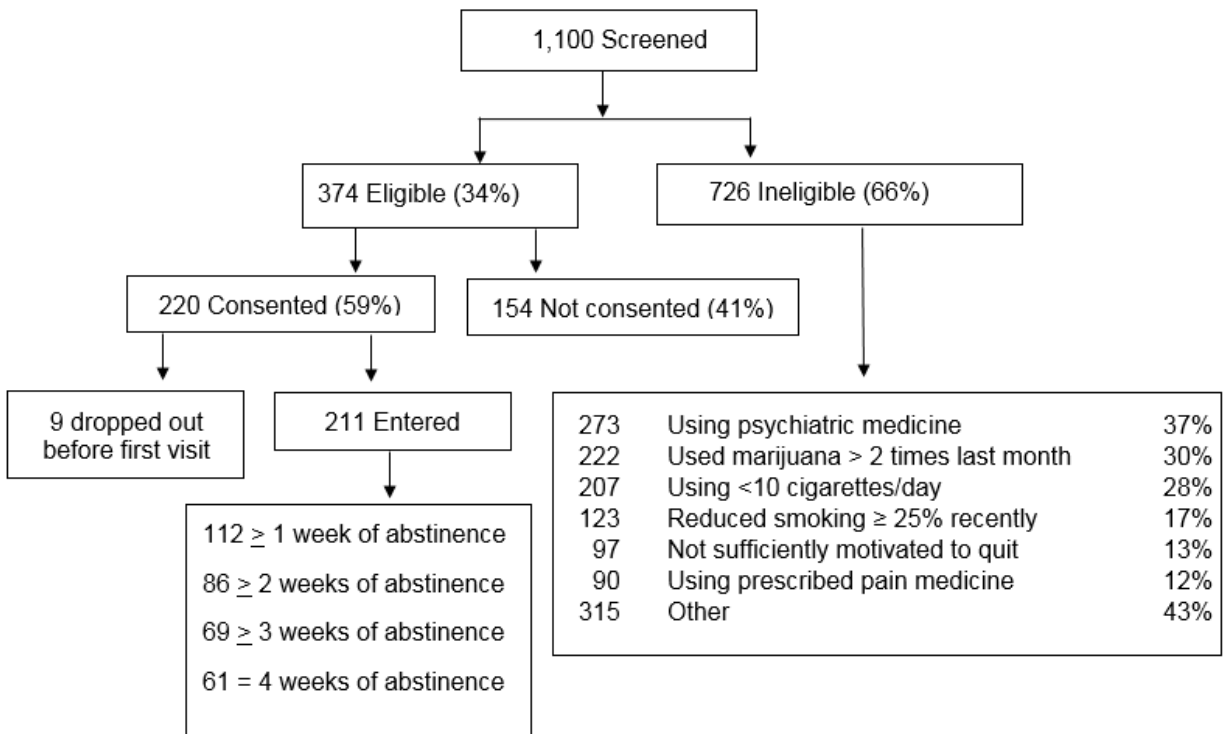 1,100 Screened
374 Eligible (34%)
726 Ineligible (66%)
220 Consented (59%)
154 Not consented (41%)
9 dropped out
before first visit
211 Entered
112 ≥ 1 week of abstinence
86 ≥ 2 weeks of abstinence
69 ≥ 3 weeks of abstinence
61 = 4 weeks of abstinence
273 Using psychiatric medicine 37%
222 Used marijuana > 2 times last month 30%
207 Using <10 cigarettes/day 28%
123 Reduced smoking ≥ 25% recently 17%
97 Not sufficiently motivated to quit 13%
90 Using prescribed pain medicine 12%
315 Other 43%